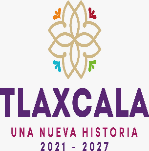 TLAXCALA
UNA NUEVA HISTORIA
2021 - 2027